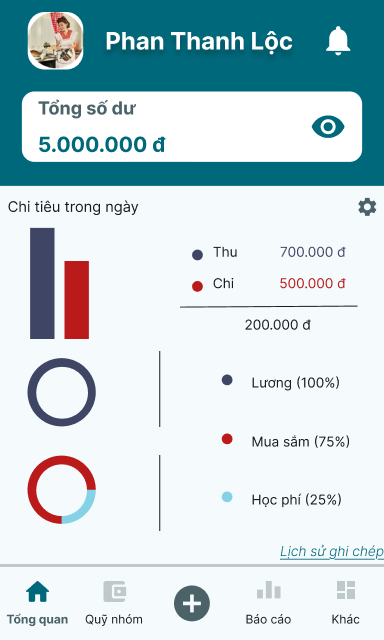 Phan Thanh Lộc
Tổng số dư
5.000.000 đ
Chi tiêu trong ngày
Thu 700.000 đ
Chi 500.000 đ
200.000 đ
Lương (100%)
Mua sắm (75%)
Học phí (25%)
Lịch sử ghi chép
Tổng quan Quỹ nhóm Báo cáo Khác